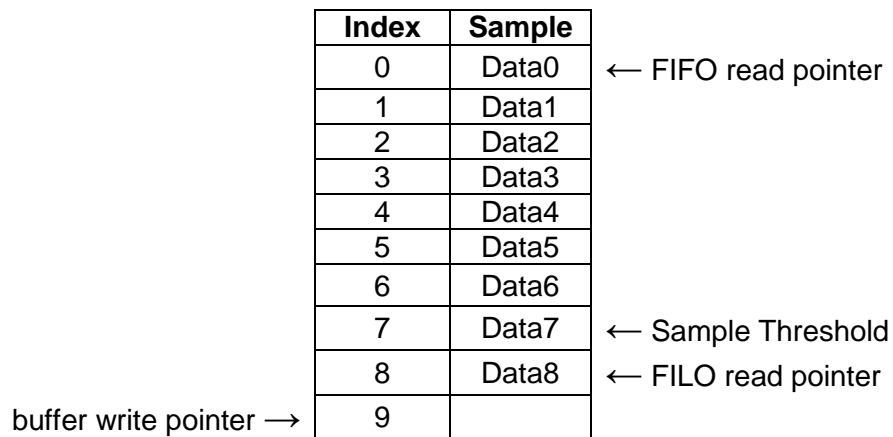 Index Sample
0 Data0 ← FIFO read pointer
1 Data1
2 Data2
3 Data3
4 Data4
5 Data5
6 Data6
7 Data7 ← Sample Threshold
8 Data8 ← FILO read pointer
buffer write pointer → 9